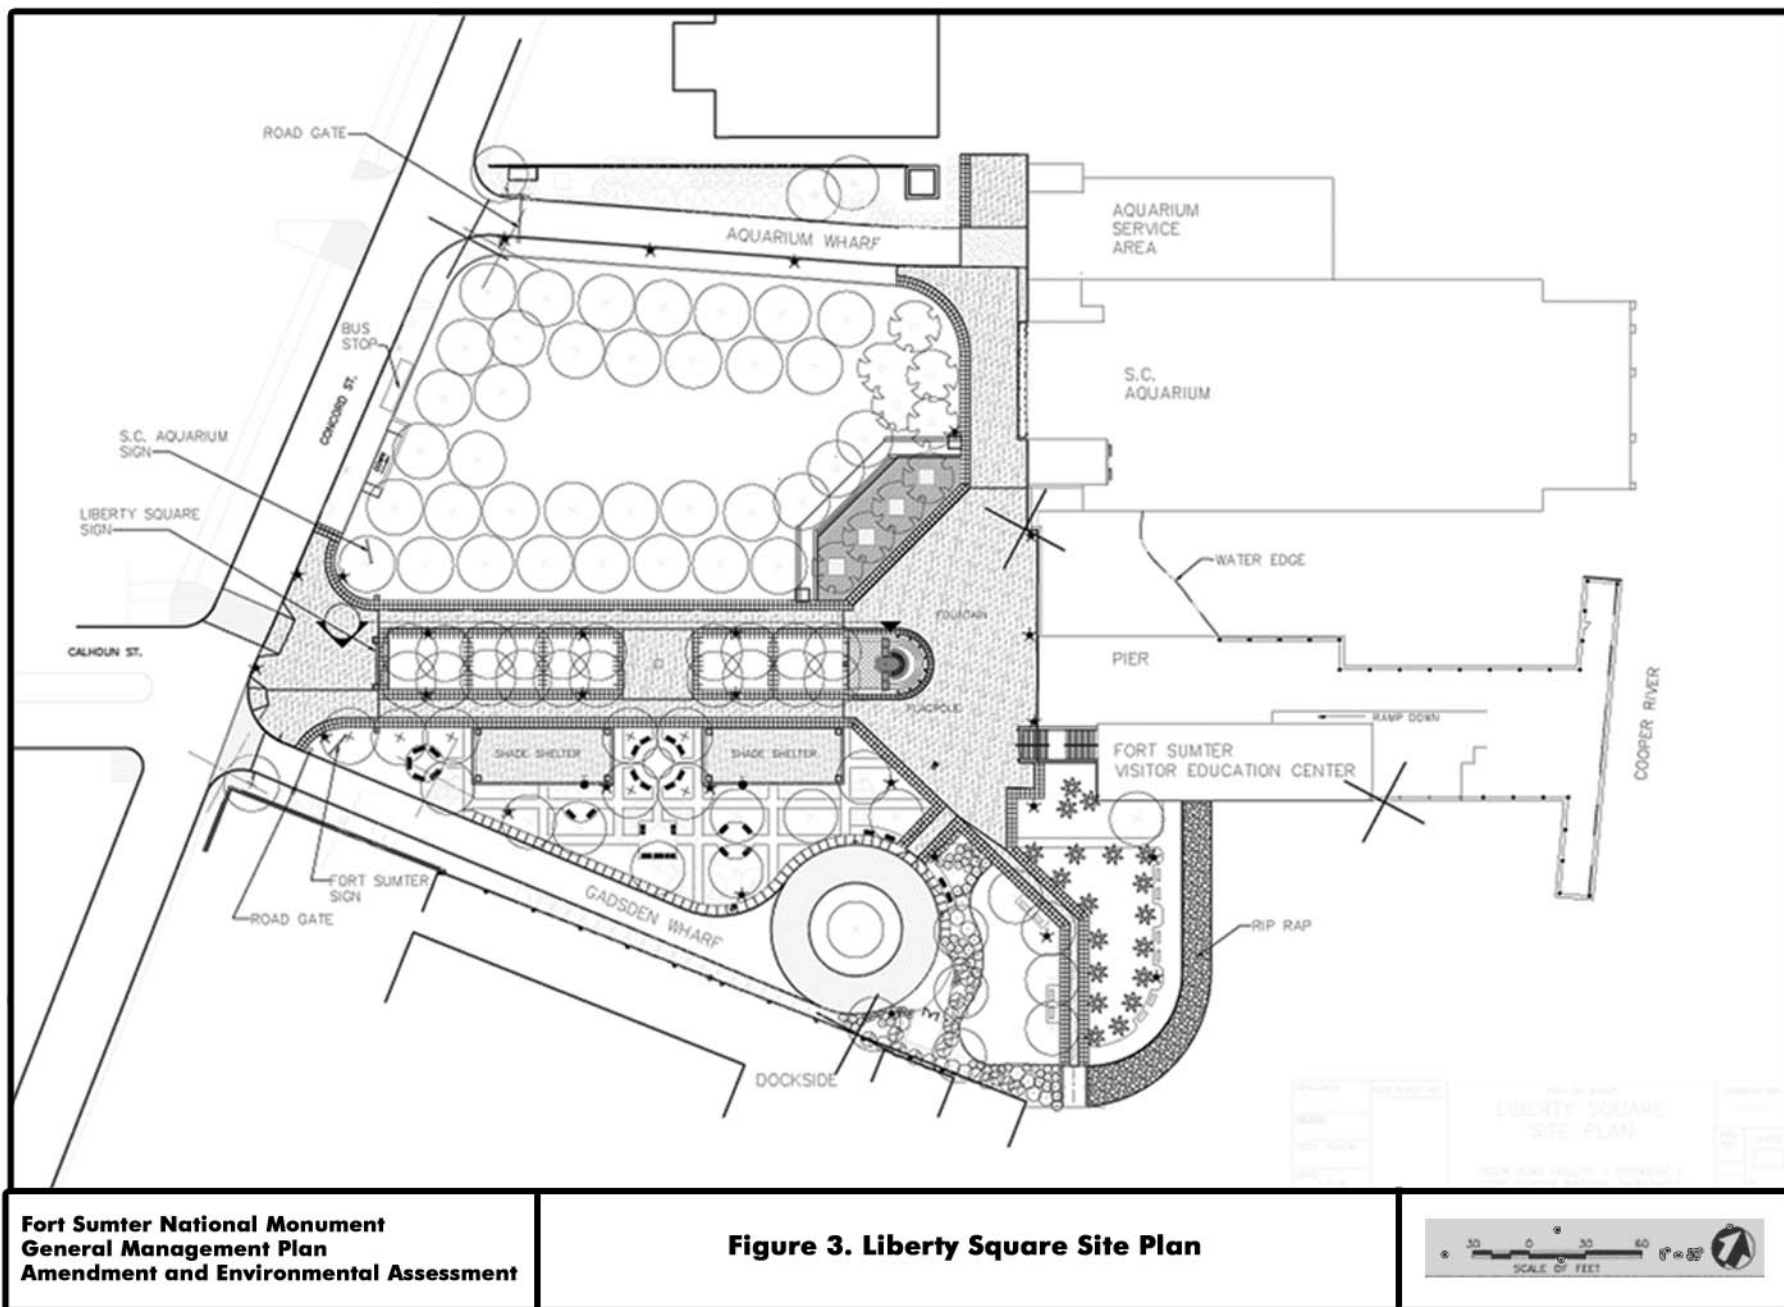 ROAD GATE
AQUARIUM WHARF
AQUARIUM
SERVICE
AREA
BUS
STOP
CONCORD ST.
S.C.
AQUARIUM
S.C. AQUARIUM
SIGN
LIBERTY SQUARE
SIGN
WATER EDGE
FOUNTAIN
CALHOUN ST.
PIER
COOPER RIVER
FLAGPOLE
RAMP DOWN
SHADE SHELTER
SHADE SHELTER
FORT SUMTER
VISITOR EDUCATION CENTER
FORT SUMTER
SIGN
GADSDEN WHARF
ROAD GATE
RIP RAP
DOCKSIDE
LIBERTY SQUARE
SITE PLAN
Fort Sumter National Monument
General Management Plan
Amendment and Environmental Assessment
Figure 3. Liberty Square Site Plan
30 0 30 60
SCALE OF FEET